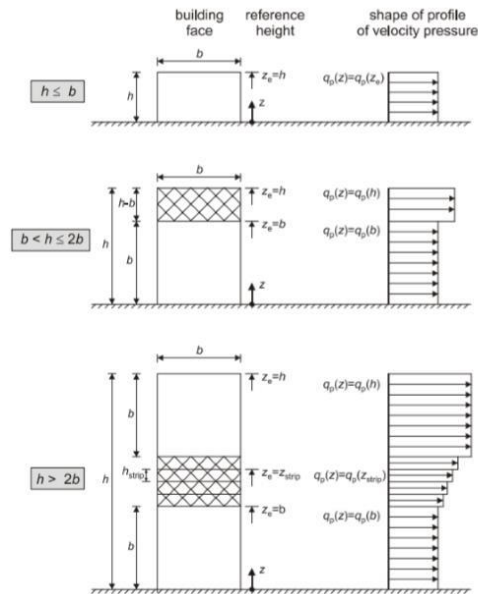 building face
reference height
shape of profile of velocity pressure
h ≤ b
b
h
z_e=h
z
q_p(z)=q_p(z_e)
b < h ≤ 2b
b
h-b
h
b
z_e=h
z_e=b
z
q_p(z)=q_p(h)
q_p(z)=q_p(b)
h > 2b
b
h
b
h_strip
b
z_e=h
z_e=z_strip
z_e=b
z
q_p(z)=q_p(h)
q_p(z)=q_p(z_strip)
q_p(z)=q_p(b)